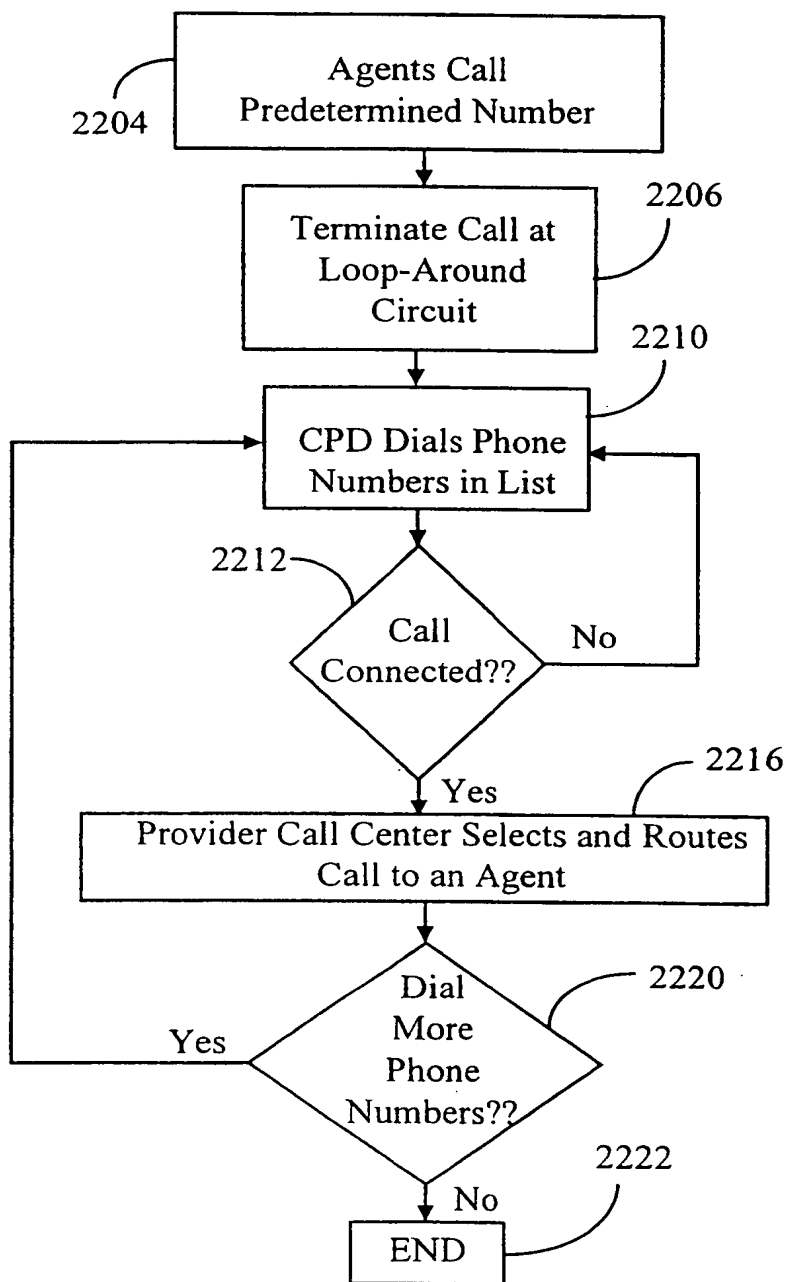 Agents Call
Predetermined Number
2204
2206
Terminate Call at
Loop-Around
Circuit
2210
CPD Dials Phone
Numbers in List
2212
Call
Connected??
No
Yes
2216
Provider Call Center Selects and Routes
Call to an Agent
2220
Dial
More
Phone
Numbers??
Yes
No
2222
END